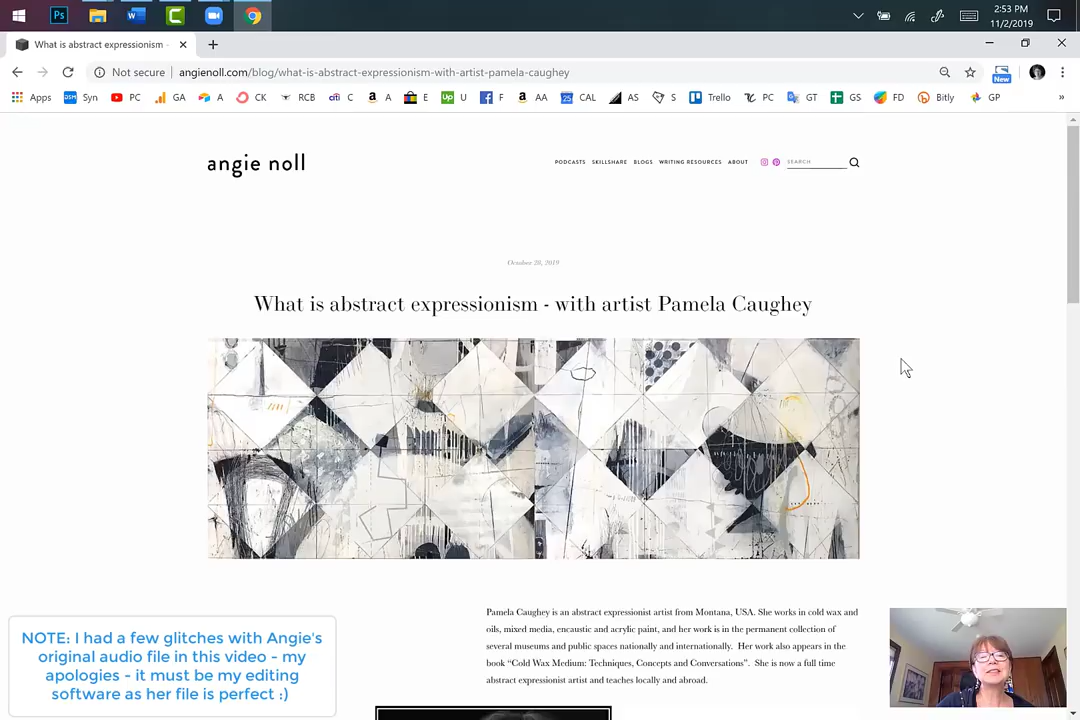 2:53 PM
11/2/2019
What is abstract expressionism -
Not secure
angienoll.com/blog/what-is-abstract-expressionism-with-artist-pamela-caughey
New
Apps Syn PC GA A CK RCB citi C A E U F AA CAL AS S Trello PC GT GS FD Bitly GP »
angie noll
PODCASTS SKILLSHARE BLOGS WRITING RESOURCES ABOUT SEARCH
October 28, 2019
What is abstract expressionism - with artist Pamela Caughey
Pamela Caughey is an abstract expressionist artist from Montana, USA. She works in cold wax and
oils, mixed media, encaustic and acrylic paint, and her work is in the permanent collection of
several museums and public spaces nationally and internationally. Her work also appears in the
book “Cold Wax Medium: Techniques, Concepts and Conversations”. She is now a full time
abstract expressionist artist and teaches locally and abroad.
NOTE: I had a few glitches with Angie's
original audio file in this video - my
apologies - it must be my editing
software as her file is perfect :)